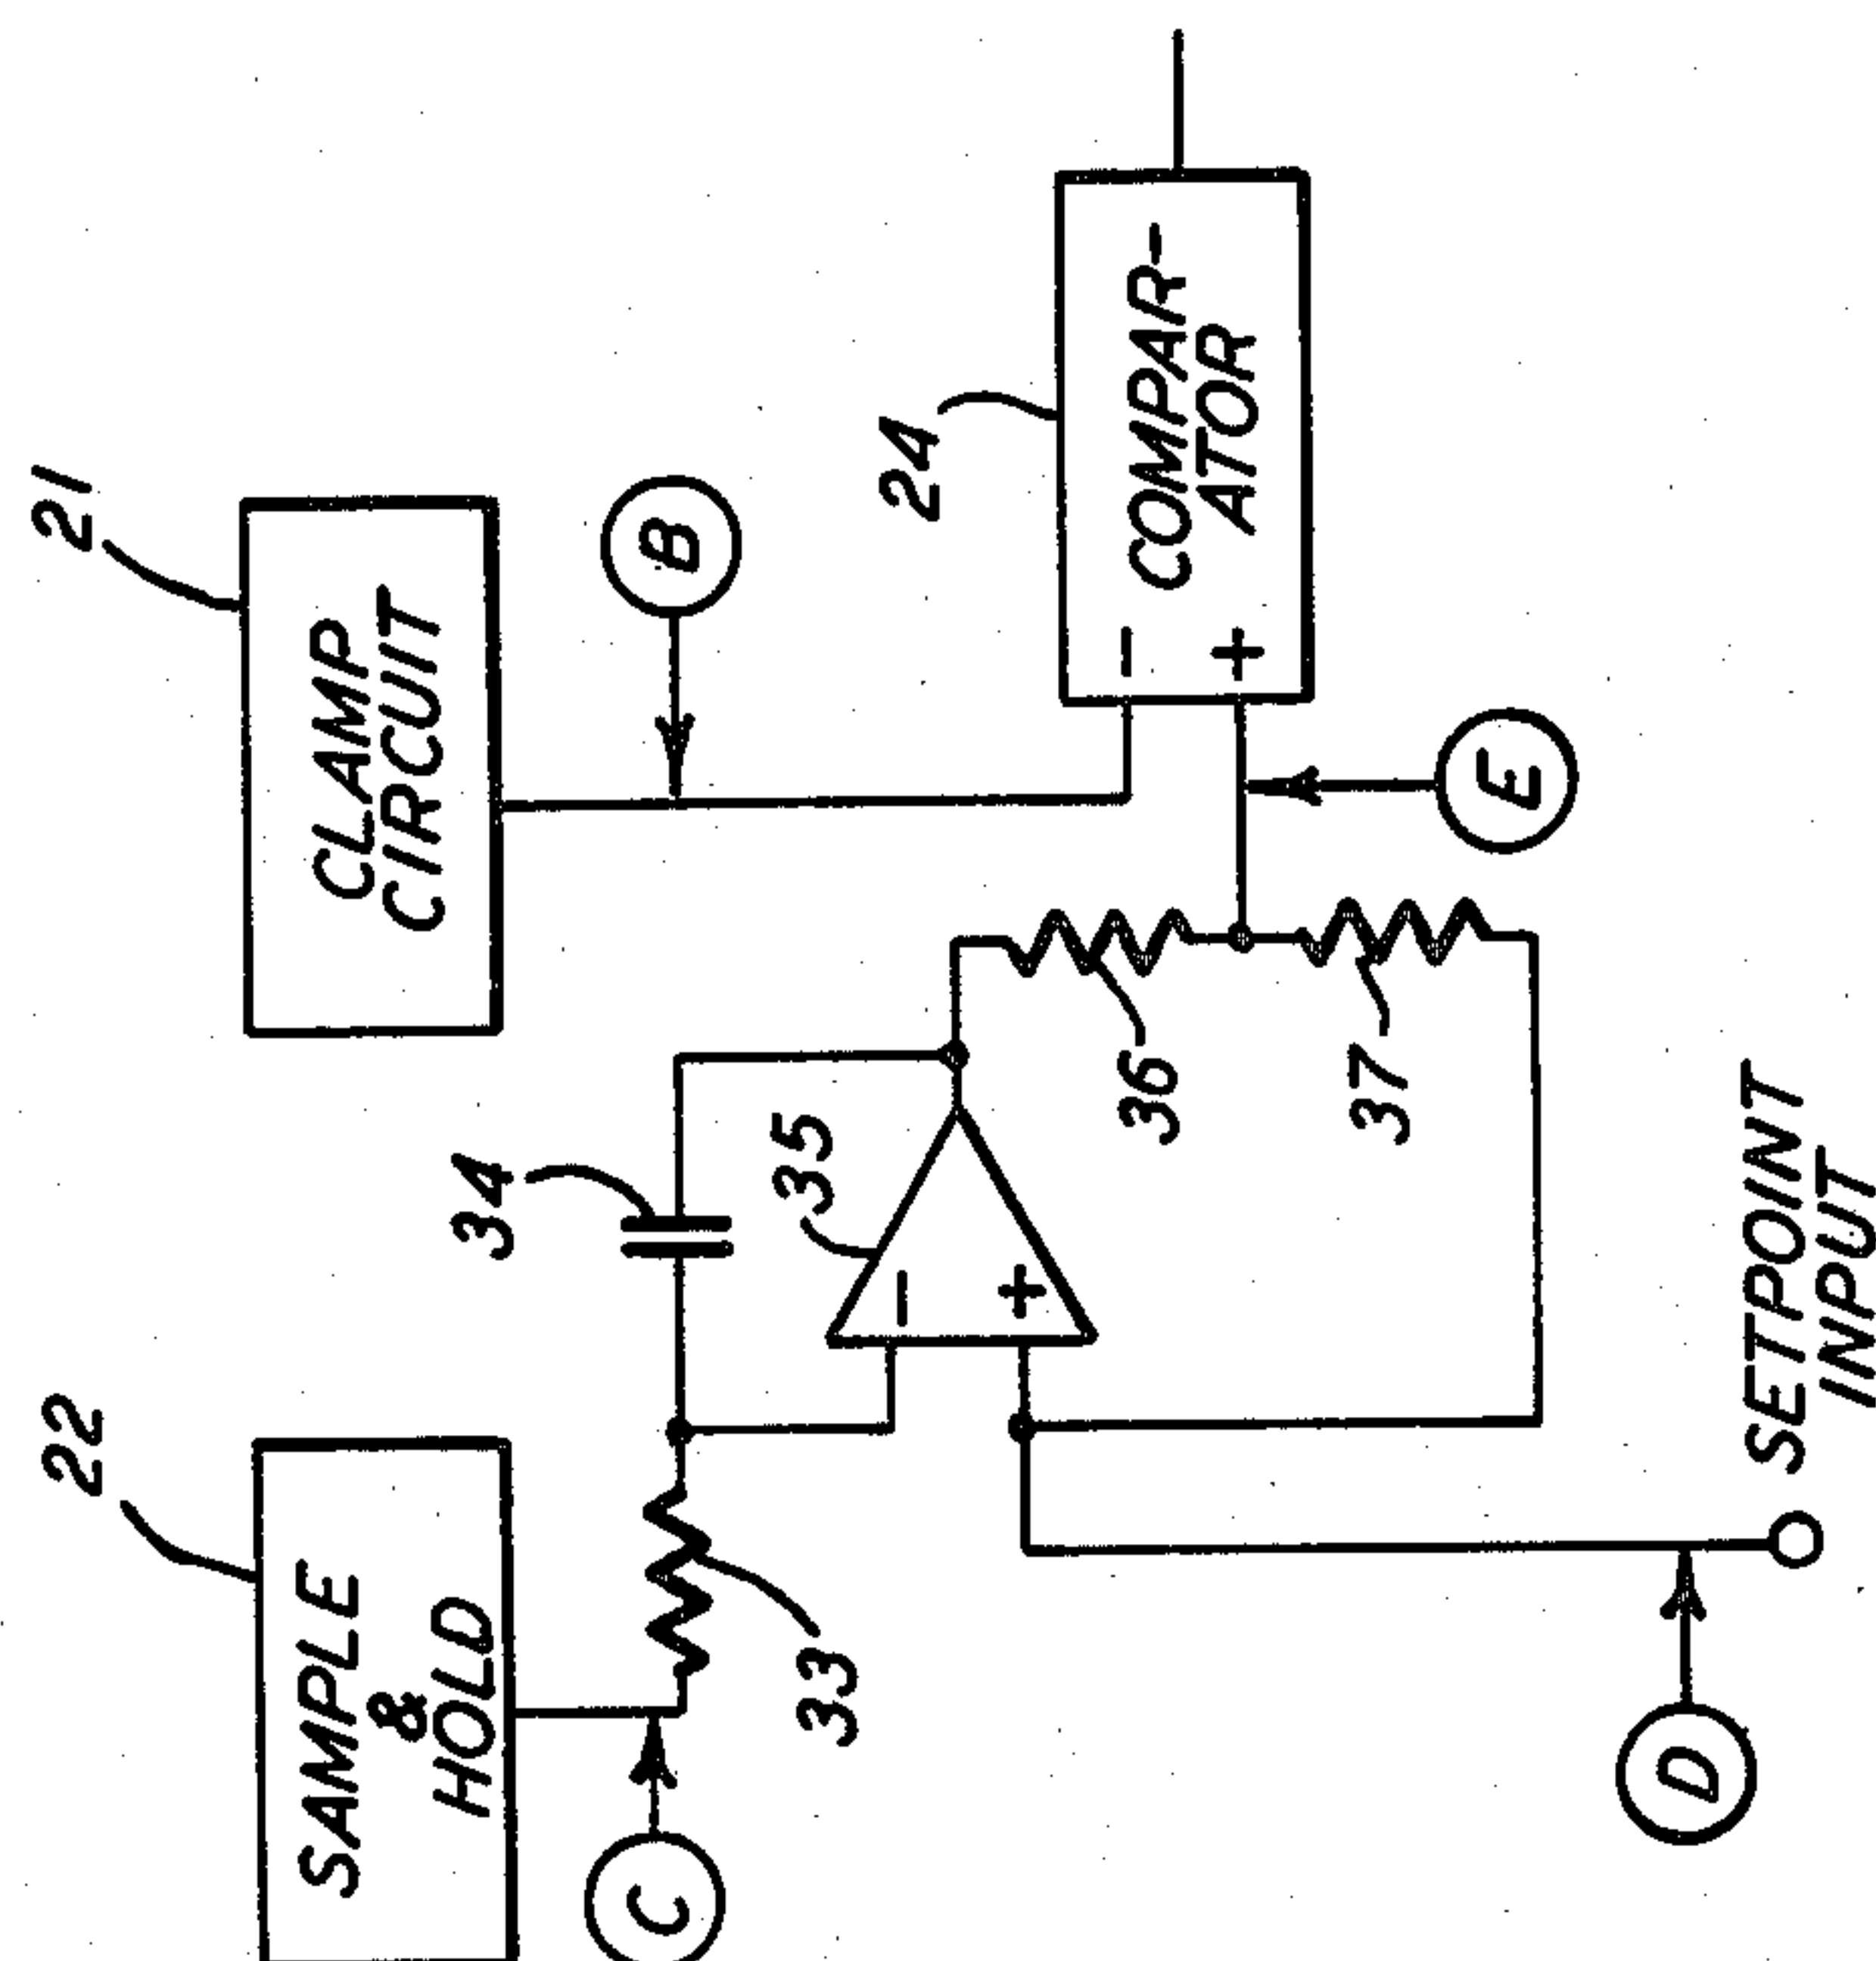 21
CLAMP
CIRCUIT
B
24
COMPAR-
ATOR
-
+
E
22
SAMPLE
&
HOLD
C
33
34
35
-
+
36
37
D
SETPOINT
INPUT